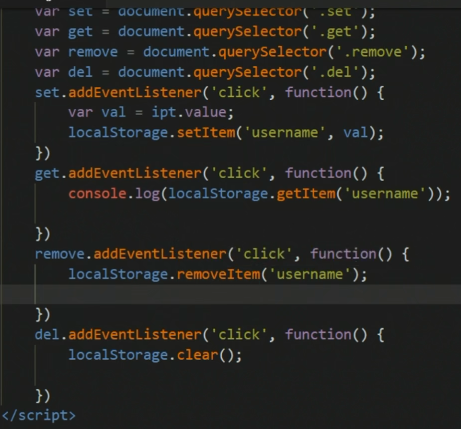 var set = document.querySelector('.set');
var get = document.querySelector('.get');
var remove = document.querySelector('.remove');
var del = document.querySelector('.del');
set.addEventListener('click', function() {
var val = ipt.value;
localStorage.setItem('username', val);
})
get.addEventListener('click', function() {
console.log(localStorage.getItem('username'));
})
remove.addEventListener('click', function() {
localStorage.removeItem('username');
})
del.addEventListener('click', function() {
localStorage.clear();
})
</script>